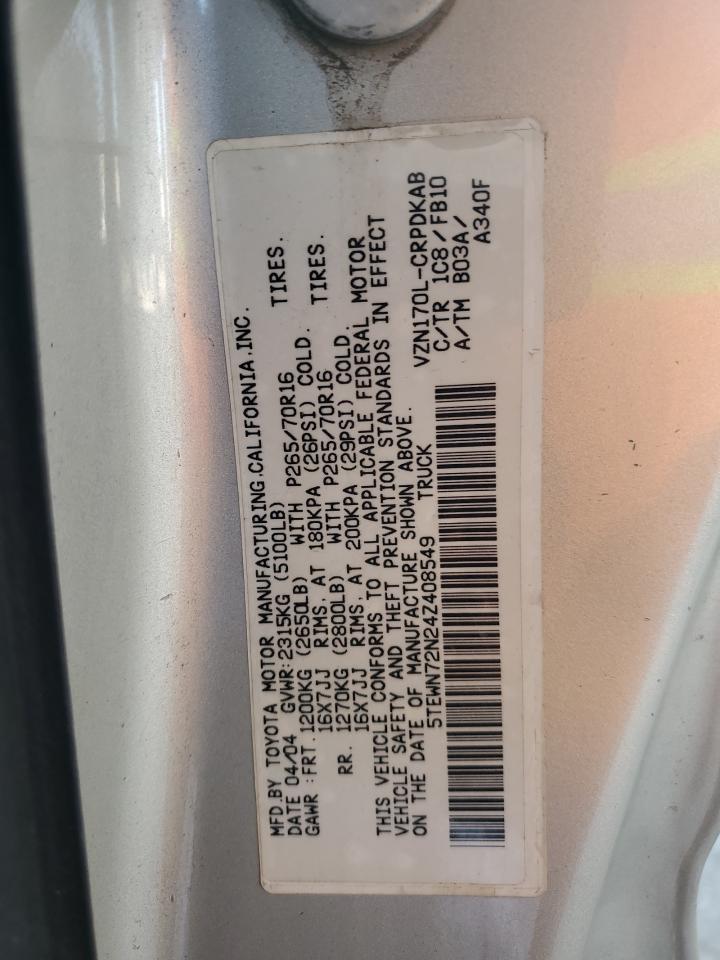 MFD.BY TOYOTA MOTOR MANUFACTURING.CALIFORNIA.INC.
DATE 04/04 GVWR:2315KG (5100LB)
GAWR :FRT.1200KG (2650LB) WITH P265/70R16 TIRES.
16X7JJ RIMS, AT 180KPA (26PSI) COLD.
RR. 1270KG (2800LB) WITH P265/70R16 TIRES.
16X7JJ RIMS, AT 200KPA (29PSI) COLD.
THIS VEHICLE CONFORMS TO ALL APPLICABLE FEDERAL MOTOR
VEHICLE SAFETY AND THEFT PREVENTION STANDARDS IN EFFECT
ON THE DATE OF MANUFACTURE SHOWN ABOVE.
5TEWN72N24Z408549 TRUCK
VZN170L-CRPDKAB
C/TR 1C8/FB10
A/TM B03A/
A340F